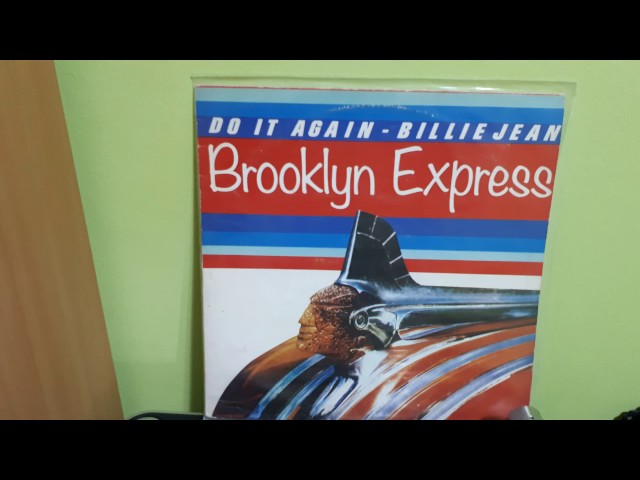 DO IT AGAIN - BILLIE JEAN
Brooklyn Express